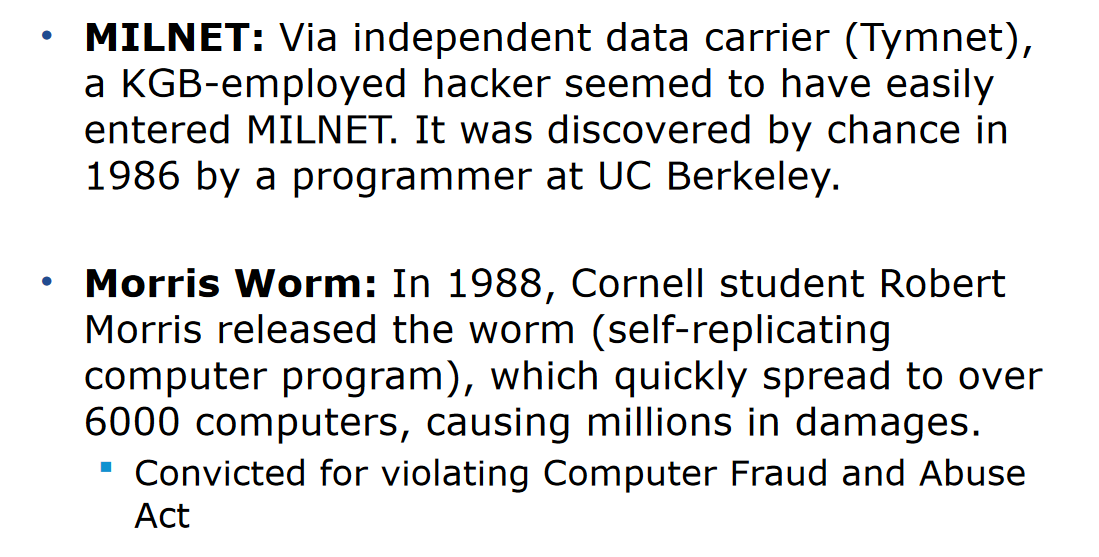 • MILNET: Via independent data carrier (Tymnet),
a KGB-employed hacker seemed to have easily
entered MILNET. It was discovered by chance in
1986 by a programmer at UC Berkeley.
• Morris Worm: In 1988, Cornell student Robert
Morris released the worm (self-replicating
computer program), which quickly spread to over
6000 computers, causing millions in damages.
▪ Convicted for violating Computer Fraud and Abuse
Act